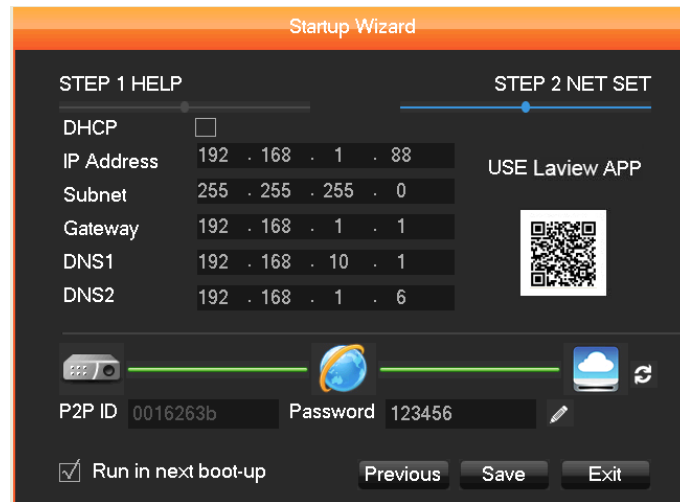 Startup Wizard
STEP 1 HELP STEP 2 NET SET
DHCP
IP Address 192 . 168 . 1 . 88
USE Laview APP
Subnet 255 . 255 . 255 . 0
Gateway 192 . 168 . 1 . 1
DNS1 192 . 168 . 10 . 1
DNS2 192 . 168 . 1 . 6
P2P ID 0016263b Password 123456
Run in next boot-up Previous Save Exit